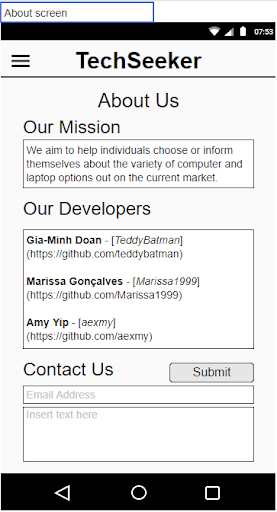 About screen
07:53
TechSeeker
About Us
Our Mission
We aim to help individuals choose or inform
themselves about the variety of computer and
laptop options out on the current market.
Our Developers
Gia-Minh Doan - [TeddyBatman]
(https://github.com/teddybatman)
Marissa Gonçalves - [Marissa1999]
(https://github.com/Marissa1999)
Amy Yip - [aexmy]
(https://github.com/aexmy)
Contact Us
Submit
Email Address
Insert text here